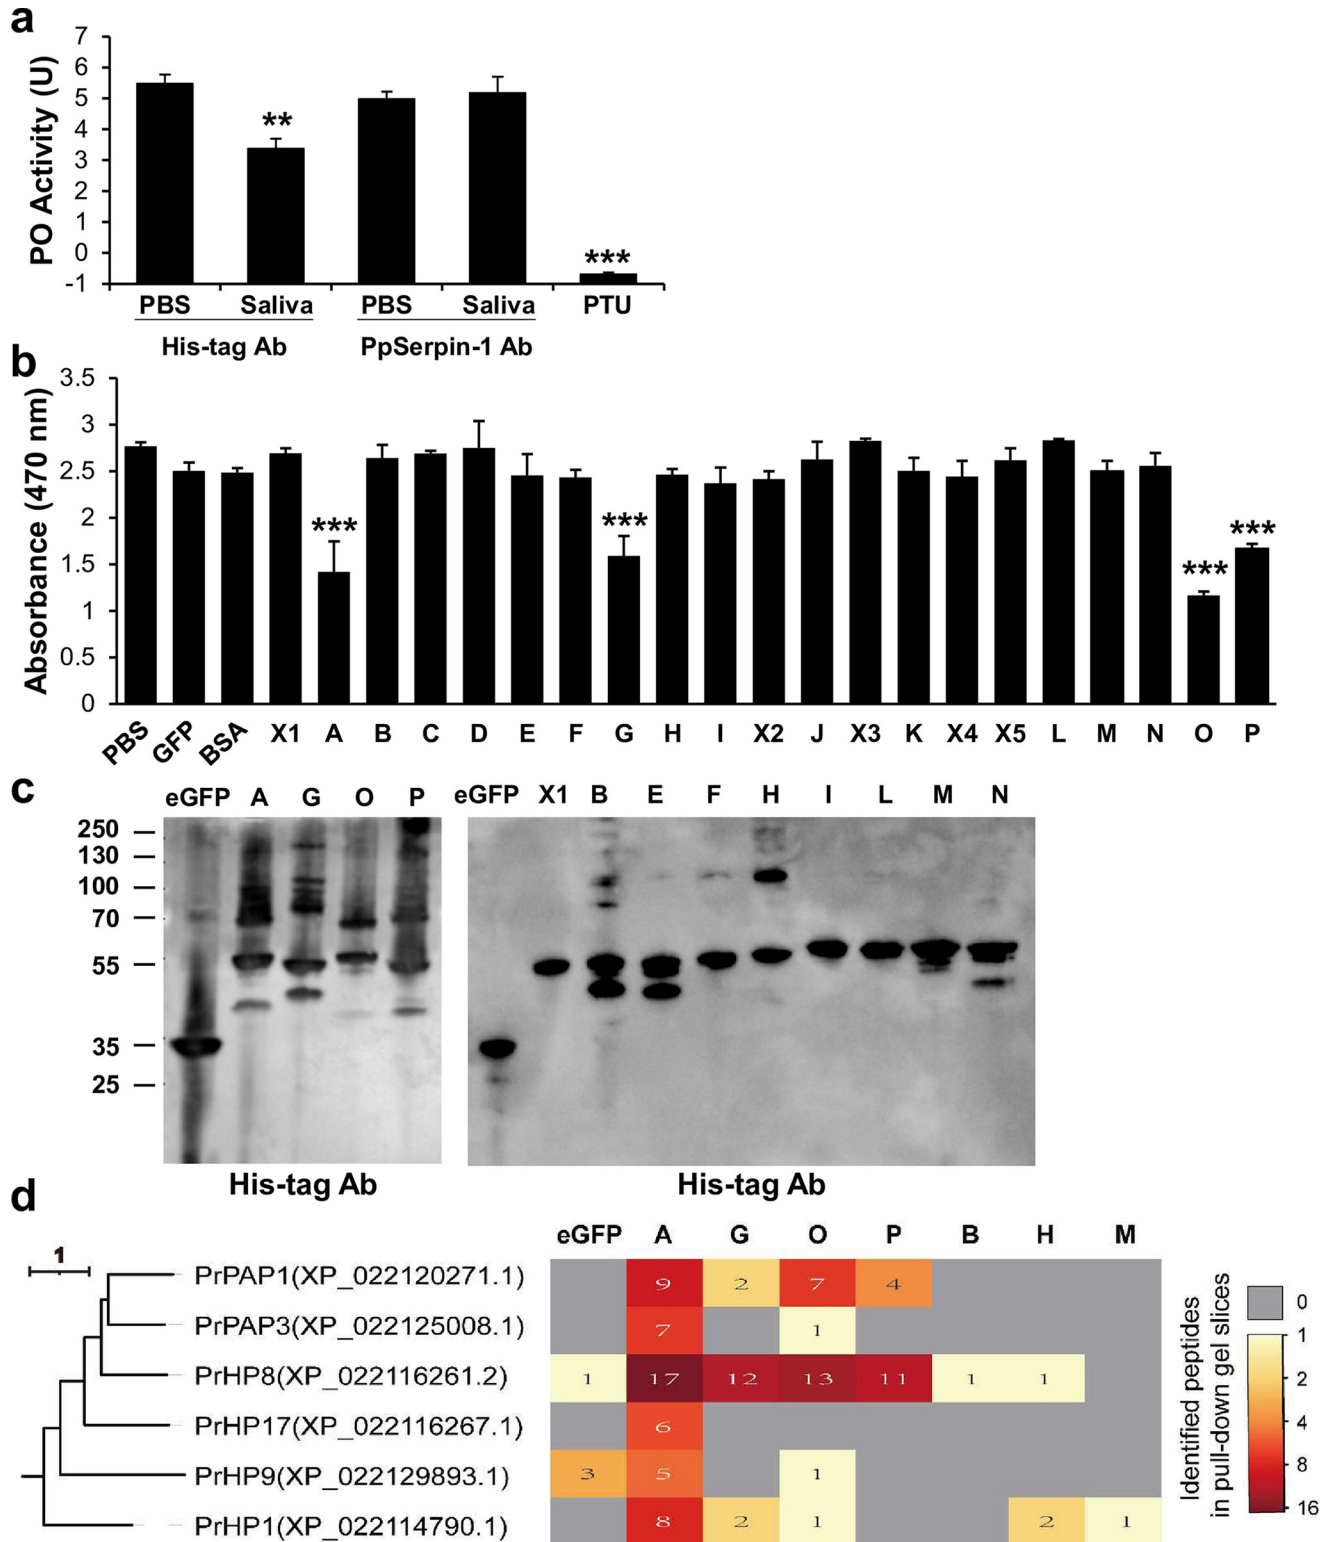 a
PO Activity (U)
7
6
5
4
3
2
1
0
-1
**
***
PBS Saliva PBS Saliva PTU
His-tag Ab PpSerpin-1 Ab
b
Absorbance (470 nm)
3.5
3
2.5
2
1.5
1
0.5
0
*** *** *** ***
PBS GFP BSA X1 A B C D E F G H I X2 J X3 K X4 X5 L M N O P
c
eGFP A G O P eGFP X1 B E F H I L M N
250
130
100
70
55
35
25
His-tag Ab His-tag Ab
d
eGFP A G O P B H M
1
PrPAP1(XP_022120271.1) 9 2 7 4
PrPAP3(XP_022125008.1) 7 1
PrHP8(XP_022116261.2) 1 17 12 13 11 1 1
PrHP17(XP_022116267.1) 6
PrHP9(XP_022129893.1) 3 5 1
PrHP1(XP_022114790.1) 8 2 1 2 1
Identified peptides
in pull-down gel slices
0
1
2
4
8
16